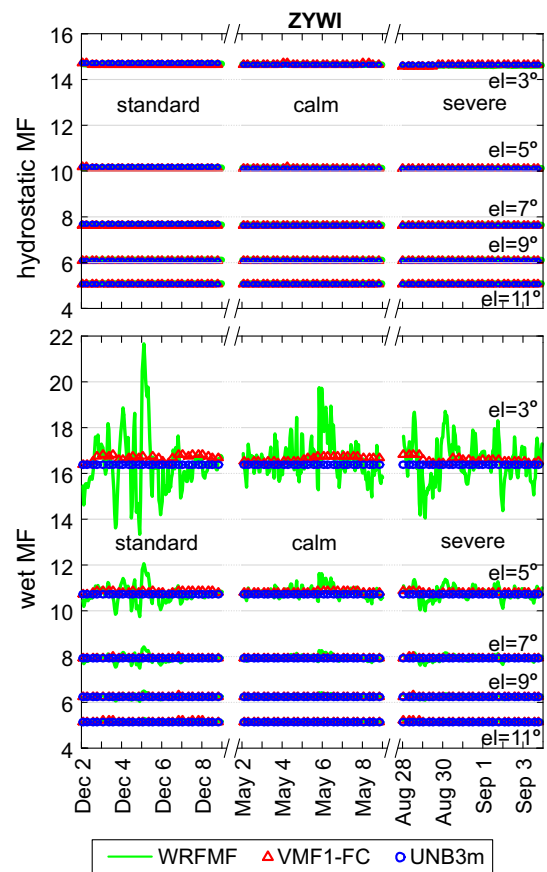 ZYWI
16
14
12
10
8
6
4
hydrostatic MF
el=3°
standard calm severe
el=5°
el=7°
el=9°
el=11°
22
20
18
16
14
12
10
8
6
4
wet MF
el=3°
standard calm severe
el=5°
el=7°
el=9°
el=11°
Dec 2 Dec 4 Dec 6 Dec 8 May 2 May 4 May 6 May 8 Aug 28 Aug 30 Sep 1 Sep 3
WRFMF VMF1-FC UNB3m